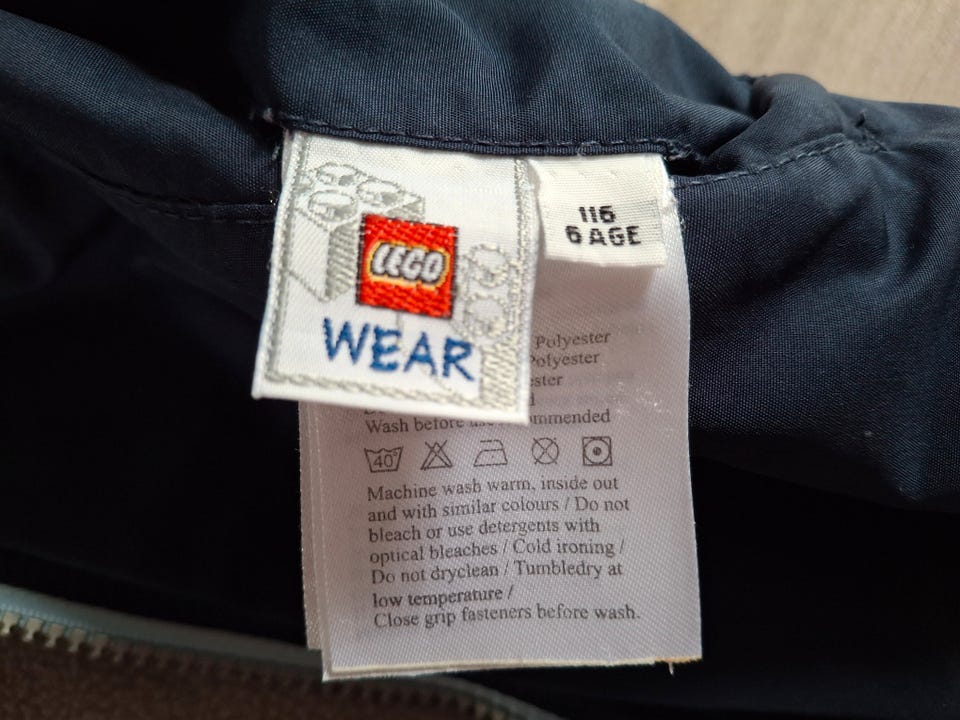 LEGO
WEAR
116
6 AGE
Polyester
Polyester
Wash before
40°
Machine wash warm, inside out
and with similar colours / Do not
bleach or use detergents with
optical bleaches / Cold ironing /
Do not dryclean / Tumbledry at
low temperature /
Close grip fasteners before wash.